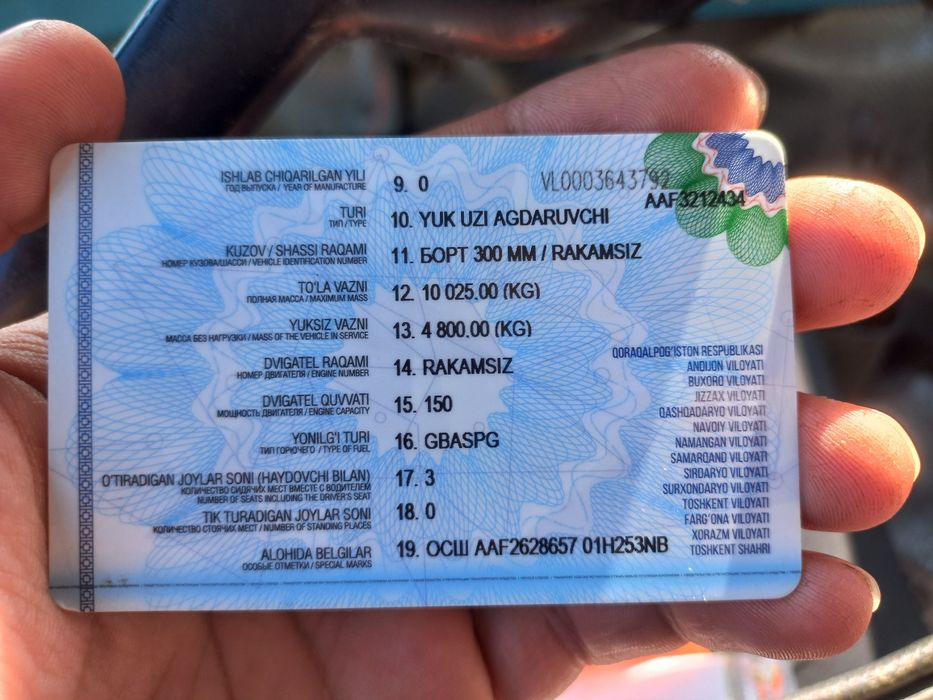 ISHLAB CHIQARILGAN YILI
ГОД ВЫПУСКА / YEAR OF MANUFACTURE
9. 0
VL0003643792
AAF3212434
TURI
ТИП / TYPE
10. YUK UZI AGDARUVCHI
KUZOV / SHASSI RAQAMI
НОМЕР КУЗОВА/ШАССИ / VEHICLE IDENTIFICATION NUMBER
11. БОРТ 300 ММ / RAKAMSIZ
TO'LA VAZNI
ПОЛНАЯ МАССА / MAXIMUM MASS
12. 10 025.00 (KG)
YUKSIZ VAZNI
МАССА БЕЗ НАГРУЗКИ / MASS OF THE VEHICLE IN SERVICE
13. 4 800.00 (KG)
DVIGATEL RAQAMI
НОМЕР ДВИГАТЕЛЯ / ENGINE NUMBER
14. RAKAMSIZ
DVIGATEL QUVVATI
МОЩНОСТЬ ДВИГАТЕЛЯ / ENGINE CAPACITY
15. 150
YONILG'I TURI
ТИП ГОРЮЧЕГО / TYPE OF FUEL
16. GBASPG
O'TIRADIGAN JOYLAR SONI (HAYDOVCHI BILAN)
КОЛИЧЕСТВО СИДЯЧИХ МЕСТ ВМЕСТЕ С ВОДИТЕЛЕМ
NUMBER OF SEATS INCLUDING THE DRIVER'S SEAT
17. 3
TIK TURADIGAN JOYLAR SONI
КОЛИЧЕСТВО СТОЯЧИХ МЕСТ / NUMBER OF STANDING PLACES
18. 0
ALOHIDA BELGILAR
ОСОБЫЕ ОТМЕТКИ / SPECIAL MARKS
19. ОСШ AAF2628657 01H253NB
QORAQALPOG'ISTON RESPUBLIKASI
ANDIJON VILOYATI
BUXORO VILOYATI
JIZZAX VILOYATI
QASHQADARYO VILOYATI
NAVOIY VILOYATI
NAMANGAN VILOYATI
SAMARQAND VILOYATI
SIRDARYO VILOYATI
SURXONDARYO VILOYATI
TOSHKENT VILOYATI
FARG'ONA VILOYATI
XORAZM VILOYATI
TOSHKENT SHAHRI